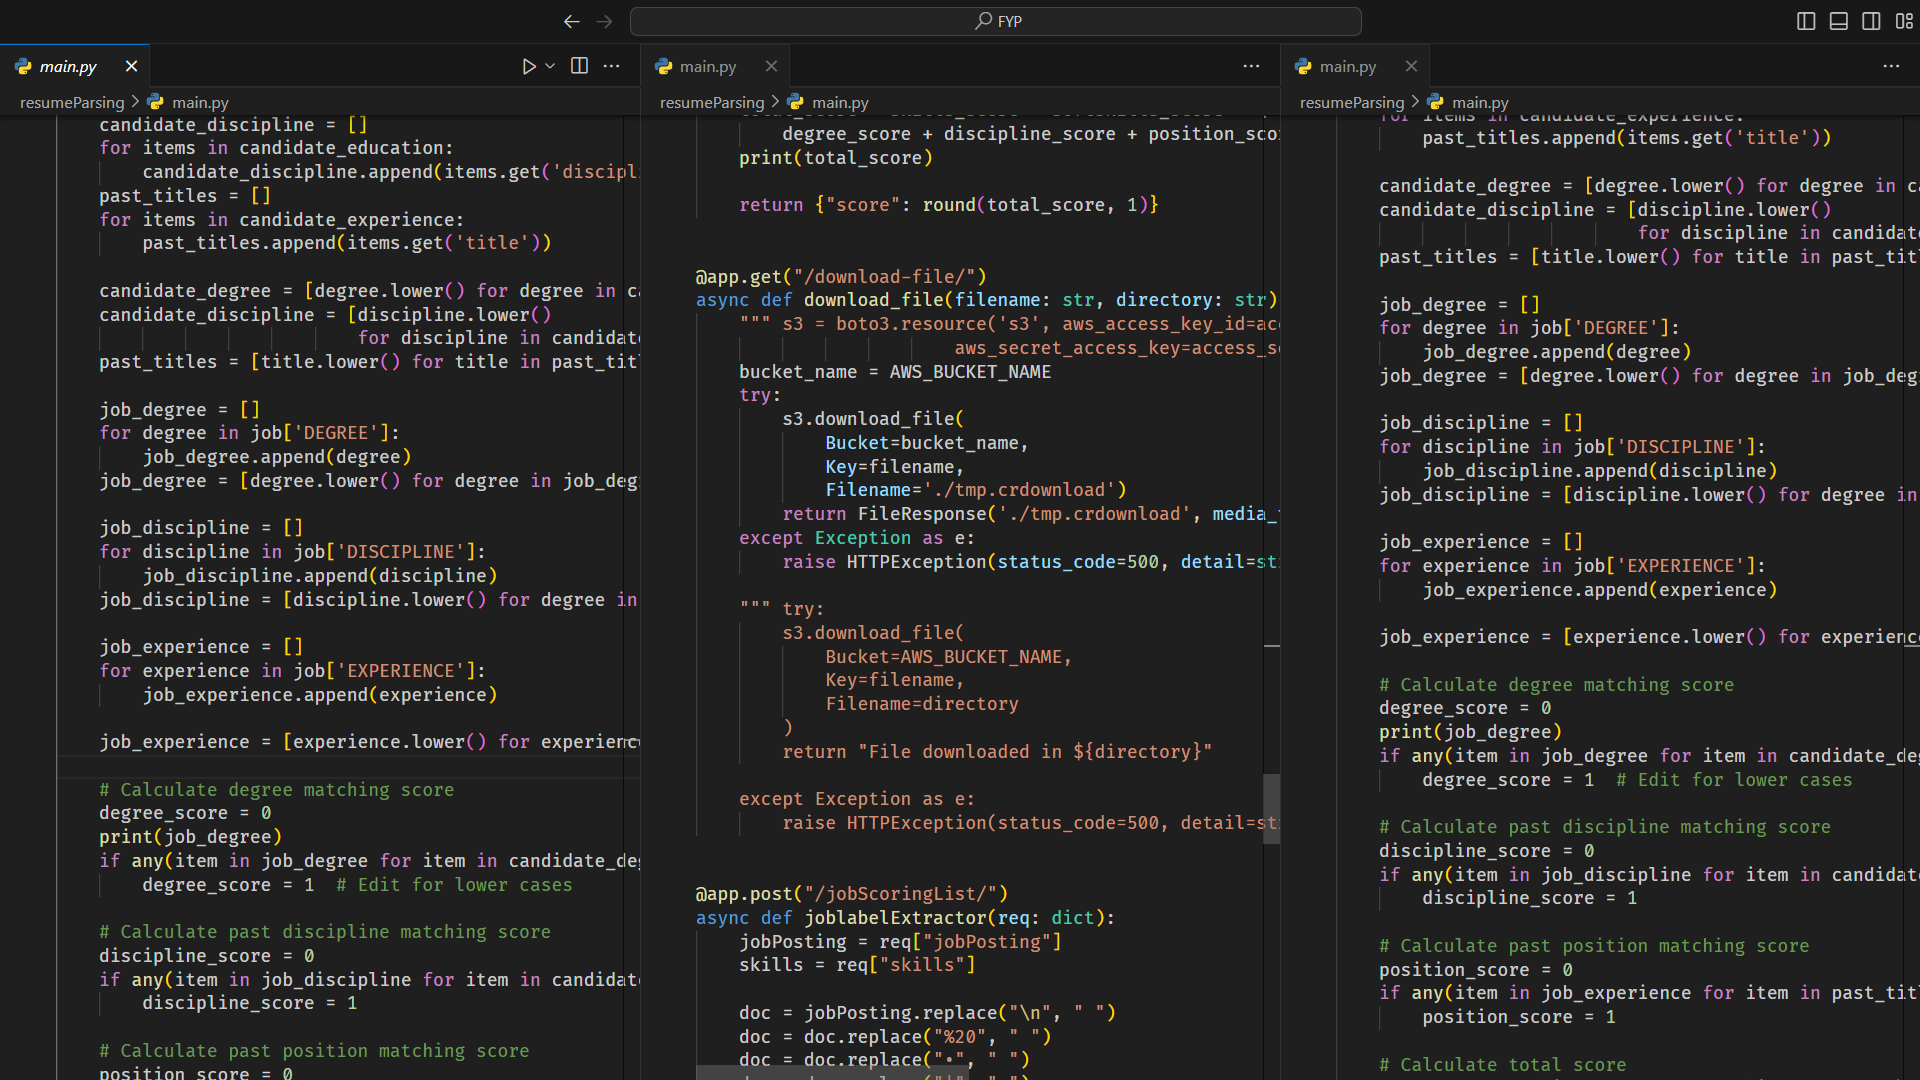 FYP
main.py
resumeParsing > main.py
candidate_discipline = []
for items in candidate_education:
candidate_discipline.append(items.get('discipl
past_titles = []
for items in candidate_experience:
past_titles.append(items.get('title'))
candidate_degree = [degree.lower() for degree in c
candidate_discipline = [discipline.lower()
for discipline in candidat
past_titles = [title.lower() for title in past_tit
job_degree = []
for degree in job['DEGREE']:
job_degree.append(degree)
job_degree = [degree.lower() for degree in job_deg
job_discipline = []
for discipline in job['DISCIPLINE']:
job_discipline.append(discipline)
job_discipline = [discipline.lower() for degree in
job_experience = []
for experience in job['EXPERIENCE']:
job_experience.append(experience)
job_experience = [experience.lower() for experienc
# Calculate degree matching score
degree_score = 0
print(job_degree)
if any(item in job_degree for item in candidate_deg
degree_score = 1  # Edit for lower cases
# Calculate past discipline matching score
discipline_score = 0
if any(item in job_discipline for item in candidat
discipline_score = 1
# Calculate past position matching score
position_score = 0
main.py
resumeParsing > main.py
degree_score + discipline_score + position_sco
print(total_score)
return {"score": round(total_score, 1)}
@app.get("/download-file/")
async def download_file(filename: str, directory: str)
""" s3 = boto3.resource('s3', aws_access_key_id=ac
aws_secret_access_key=access_s
bucket_name = AWS_BUCKET_NAME
try:
s3.download_file(
Bucket=bucket_name,
Key=filename,
Filename='./tmp.crdownload')
return FileResponse('./tmp.crdownload', media_
except Exception as e:
raise HTTPException(status_code=500, detail=st
""" try:
s3.download_file(
Bucket=AWS_BUCKET_NAME,
Key=filename,
Filename=directory
)
return "File downloaded in ${directory}"
except Exception as e:
raise HTTPException(status_code=500, detail=st
@app.post("/jobScoringList/")
async def joblabelExtractor(req: dict):
jobPosting = req["jobPosting"]
skills = req["skills"]
doc = jobPosting.replace("\n", " ")
doc = doc.replace("%20", " ")
doc = doc.replace("•", " ")
main.py
resumeParsing > main.py
for items in candidate_experience:
past_titles.append(items.get('title'))
candidate_degree = [degree.lower() for degree in c
candidate_discipline = [discipline.lower()
for discipline in candidat
past_titles = [title.lower() for title in past_tit
job_degree = []
for degree in job['DEGREE']:
job_degree.append(degree)
job_degree = [degree.lower() for degree in job_deg
job_discipline = []
for discipline in job['DISCIPLINE']:
job_discipline.append(discipline)
job_discipline = [discipline.lower() for degree in
job_experience = []
for experience in job['EXPERIENCE']:
job_experience.append(experience)
job_experience = [experience.lower() for experienc
# Calculate degree matching score
degree_score = 0
print(job_degree)
if any(item in job_degree for item in candidate_deg
degree_score = 1  # Edit for lower cases
# Calculate past discipline matching score
discipline_score = 0
if any(item in job_discipline for item in candidat
discipline_score = 1
# Calculate past position matching score
position_score = 0
if any(item in job_experience for item in past_tit
position_score = 1
# Calculate total score